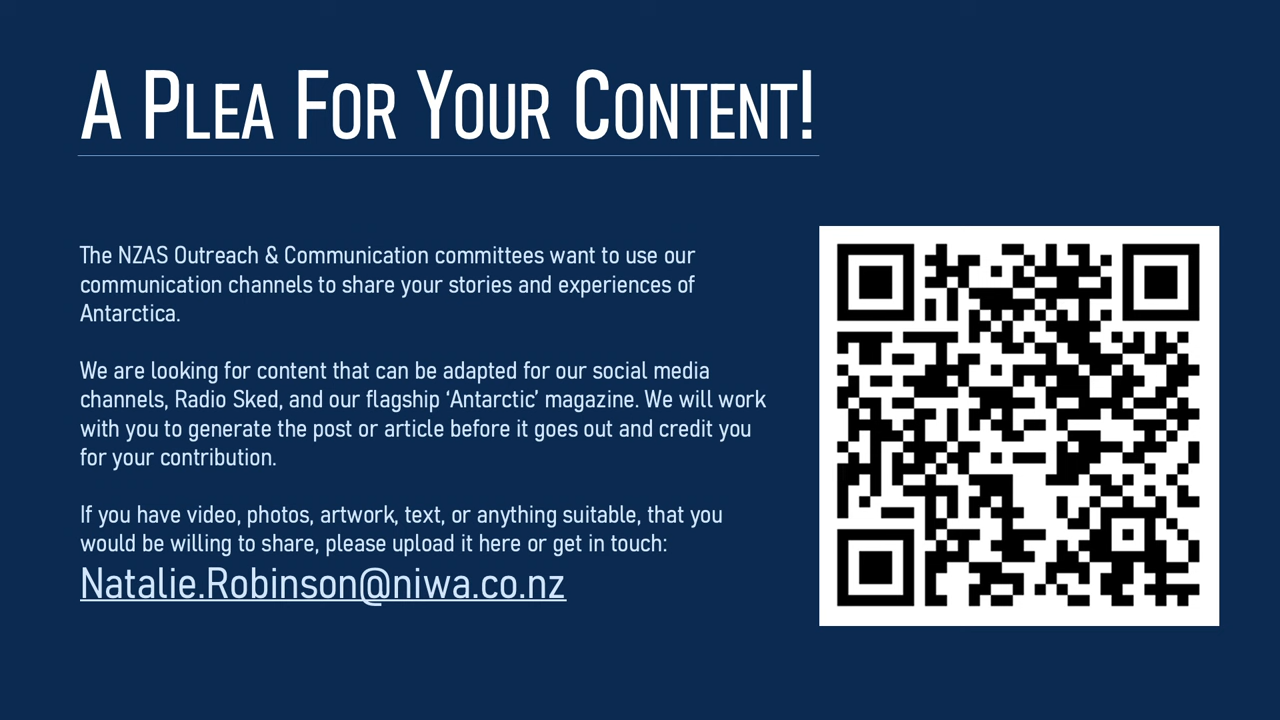 A Plea For Your Content!
The NZAS Outreach & Communication committees want to use our
communication channels to share your stories and experiences of
Antarctica.
We are looking for content that can be adapted for our social media
channels, Radio Sked, and our flagship ‘Antarctic’ magazine. We will work
with you to generate the post or article before it goes out and credit you
for your contribution.
If you have video, photos, artwork, text, or anything suitable, that you
would be willing to share, please upload it here or get in touch:
Natalie.Robinson@niwa.co.nz